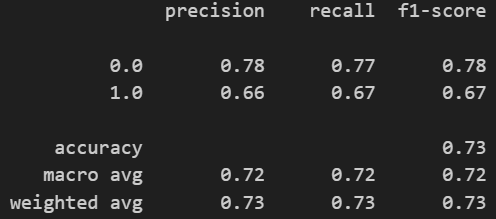 precision recall f1-score
0.0 0.78 0.77 0.78
1.0 0.66 0.67 0.67
accuracy 0.73
macro avg 0.72 0.72 0.72
weighted avg 0.73 0.73 0.73